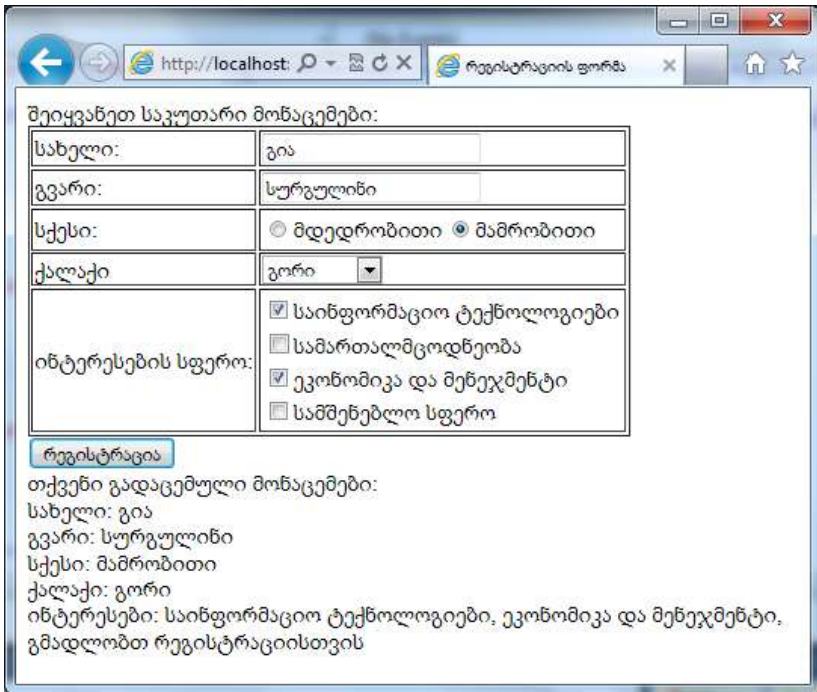 http://localhost:
რეგისტრაციის ფორმა
შეიყვანეთ საკუთარი მონაცემები:
სახელი: გია
გვარი: სურგულინი
სქესი: მდედრობითი მამრობითი
ქალაქი გორი
ინტერესების სფერო:
საინფორმაციო ტექნოლოგიები
სამართალმცოდნეობა
ეკონომიკა და მენეჯმენტი
სამშენებლო სფერო
რეგისტრაცია
თქვენი გადაცემული მონაცემები:
სახელი: გია
გვარი: სურგულინი
სქესი: მამრობითი
ქალაქი: გორი
ინტერესები: საინფორმაციო ტექნოლოგიები, ეკონომიკა და მენეჯმენტი,
გმადლობთ რეგისტრაციისთვის